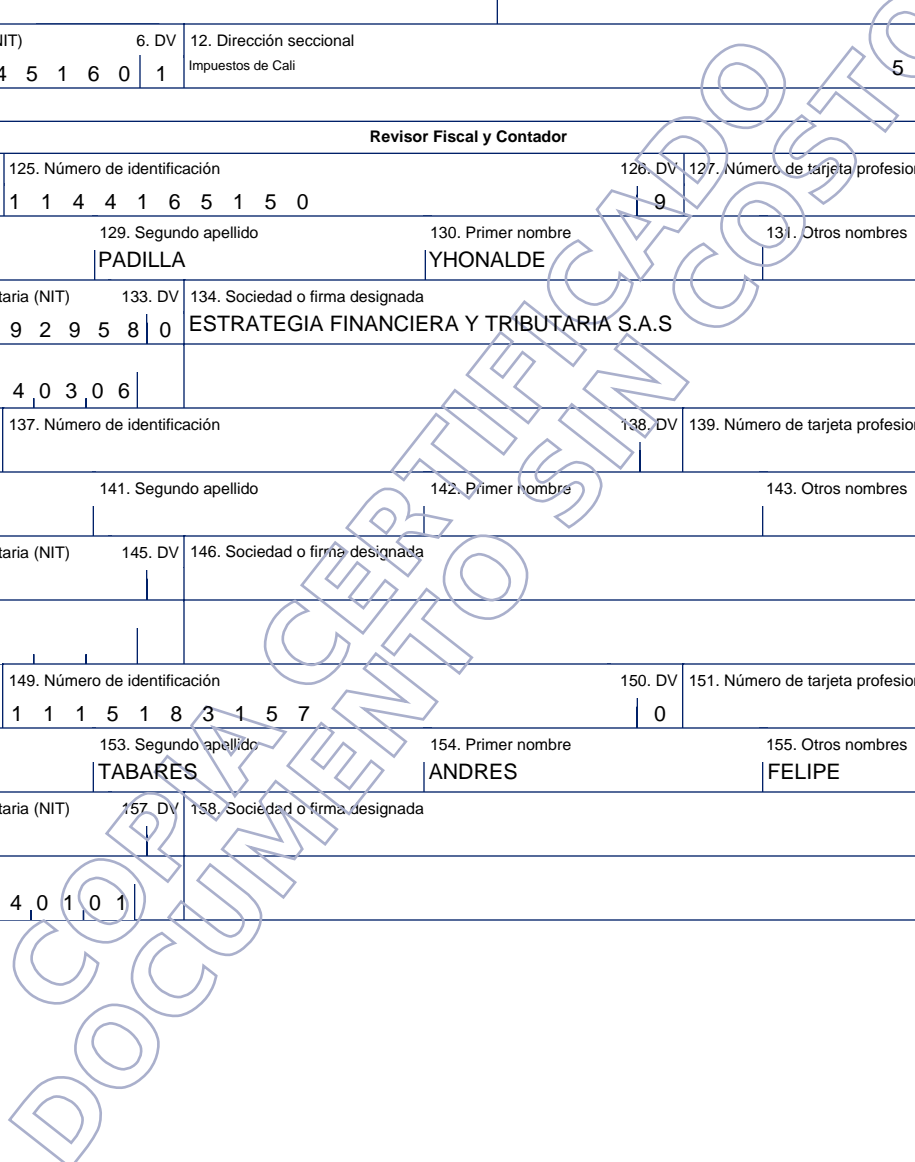 NIT) 6. DV 12. Dirección seccional
4 5 1 6 0 1 Impuestos de Cali 5
Revisor Fiscal y Contador
125. Número de identificación 126. DV 127. Número de tarjeta profesion
1 1 4 4 1 6 5 1 5 0 9
129. Segundo apellido 130. Primer nombre 131. Otros nombres
PADILLA YHONALDE
taria (NIT) 133. DV 134. Sociedad o firma designada
9 2 9 5 8 0 ESTRATEGIA FINANCIERA Y TRIBUTARIA S.A.S
4 0 3 0 6
137. Número de identificación 138. DV 139. Número de tarjeta profesion
141. Segundo apellido 142. Primer nombre 143. Otros nombres
taria (NIT) 145. DV 146. Sociedad o firma designada
149. Número de identificación 150. DV 151. Número de tarjeta profesion
1 1 1 5 1 8 3 1 5 7 0
153. Segundo apellido 154. Primer nombre 155. Otros nombres
TABARES ANDRES FELIPE
taria (NIT) 157. DV 158. Sociedad o firma designada
4 0 1 0 1
COPIA CERTIFICADO
DOCUMENTO SIN COSTO